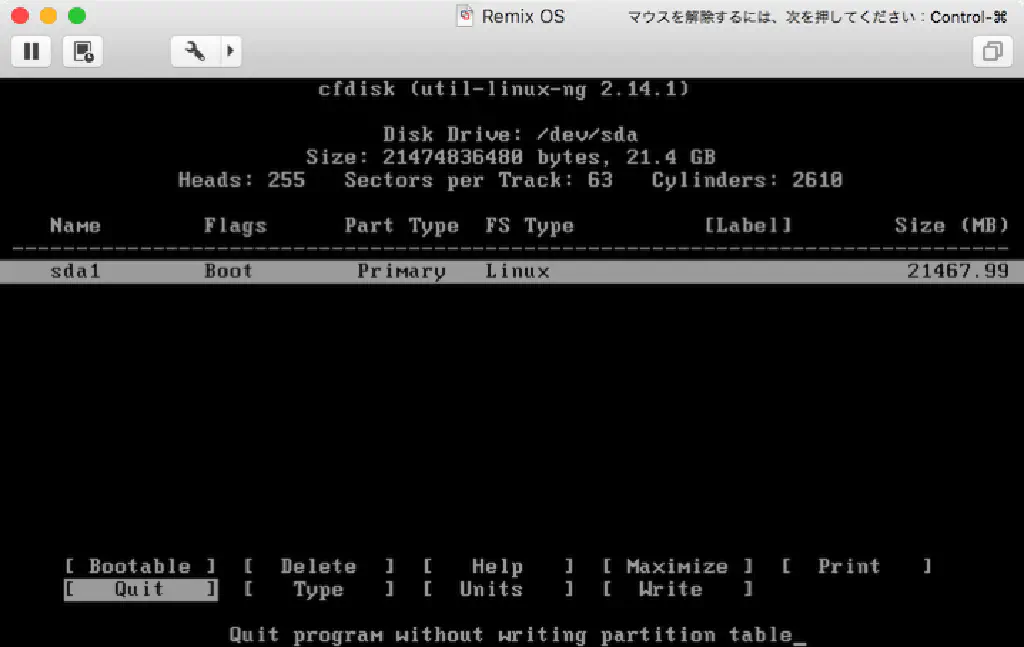 Remix OS マウスを解除するには、次を押してください：Control-⌘
cfdisk (util-linux-ng 2.14.1)
Disk Drive: /dev/sda
Size: 21474836480 bytes, 21.4 GB
Heads: 255 Sectors per Track: 63 Cylinders: 2610
Name Flags Part Type FS Type [Label] Size (MB)
sda1 Boot Primary Linux 21467.99
[ Bootable ] [ Delete ] [ Help ] [ Maximize ] [ Print ]
[ Quit ] [ Type ] [ Units ] [ Write ]
Quit program without writing partition table_